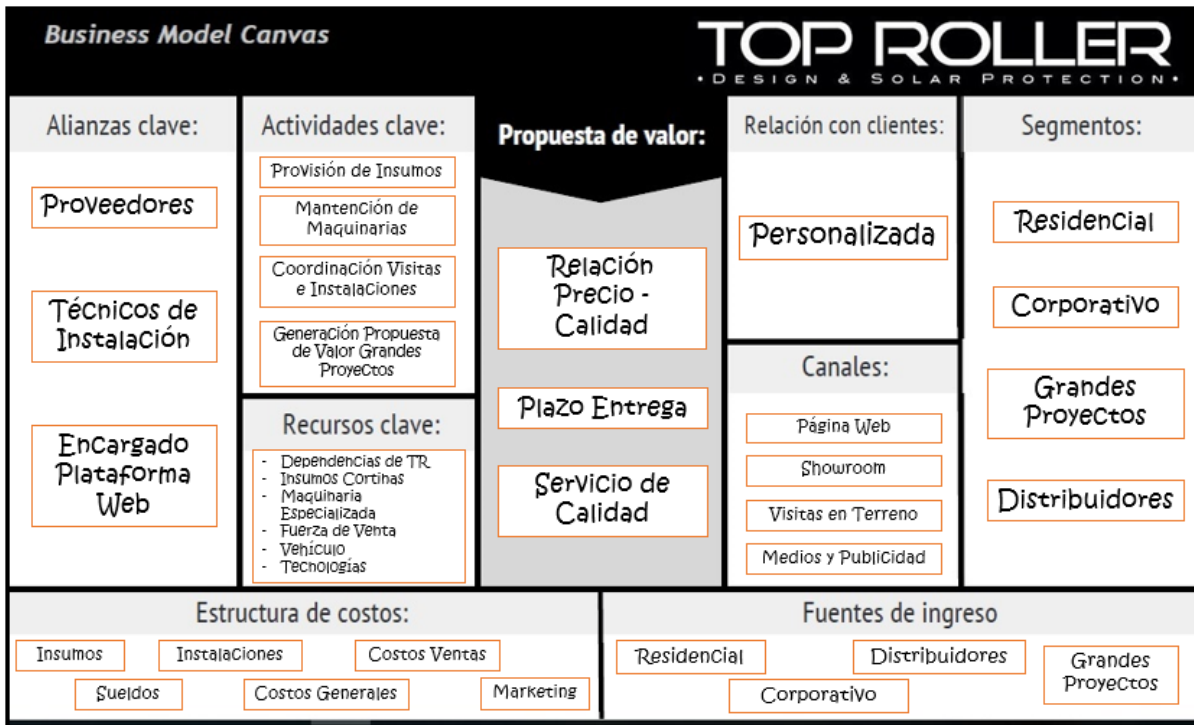 Business Model Canvas
TOP ROLLER
•DESIGN & SOLAR PROTECTION•
Alianzas clave:
Proveedores
Técnicos de
Instalación
Encargado
Plataforma
Web
Actividades clave:
Provisión de Insumos
Mantención de
Maquinarias
Coordinación Visitas
e Instalaciones
Generación Propuesta
de Valor Grandes
Proyectos
Recursos clave:
- Dependencias de TR
- Insumos Cortinas
- Maquinaria
Especializada
- Fuerza de Venta
- Vehículo
- Tecnologías
Propuesta de valor:
Relación
Precio -
Calidad
Plazo Entrega
Servicio de
Calidad
Relación con clientes:
Personalizada
Canales:
Página Web
Showroom
Visitas en Terreno
Medios y Publicidad
Segmentos:
Residencial
Corporativo
Grandes
Proyectos
Distribuidores
Estructura de costos:
Insumos
Instalaciones
Costos Ventas
Sueldos
Costos Generales
Marketing
Fuentes de ingreso
Residencial
Distribuidores
Corporativo
Grandes
Proyectos